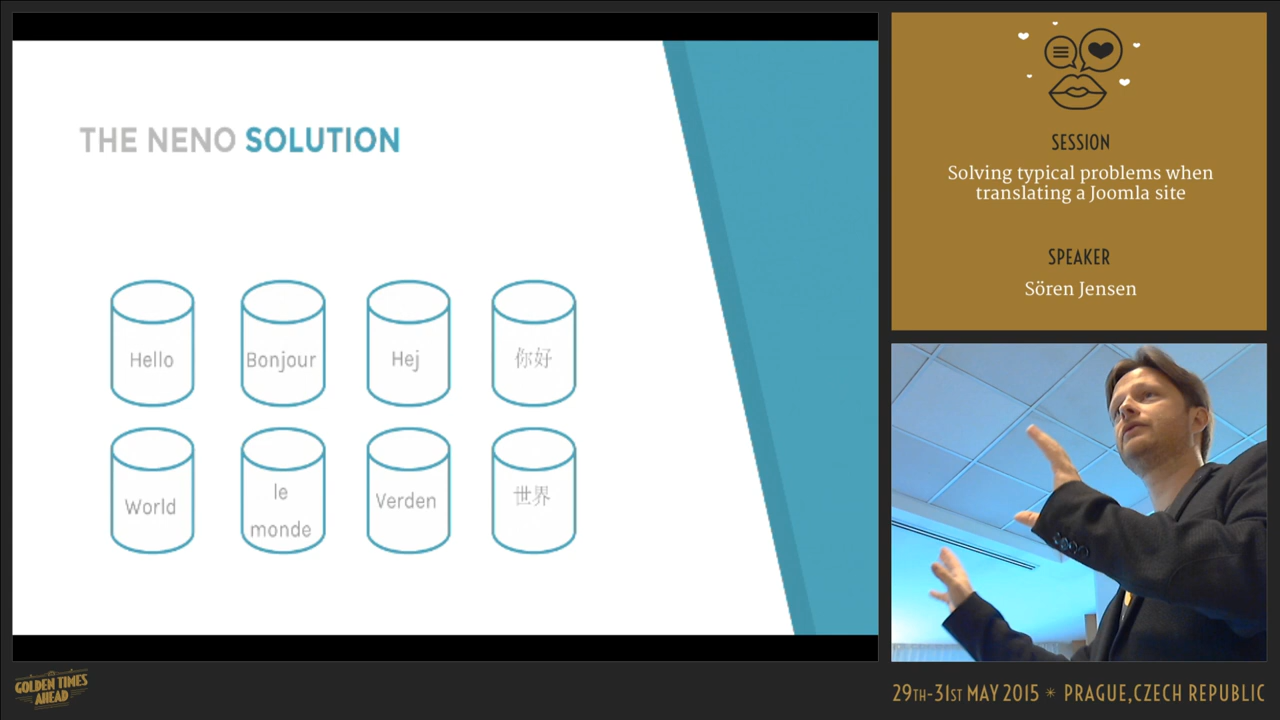 THE NENO SOLUTION
Hello
Bonjour
Hej
你好
World
le
monde
Verden
世界
SESSION
Solving typical problems when
translating a Joomla site
SPEAKER
Sören Jensen
GOLDEN TIMES
AHEAD
29TH-31ST MAY 2015 * PRAGUE, CZECH REPUBLIC